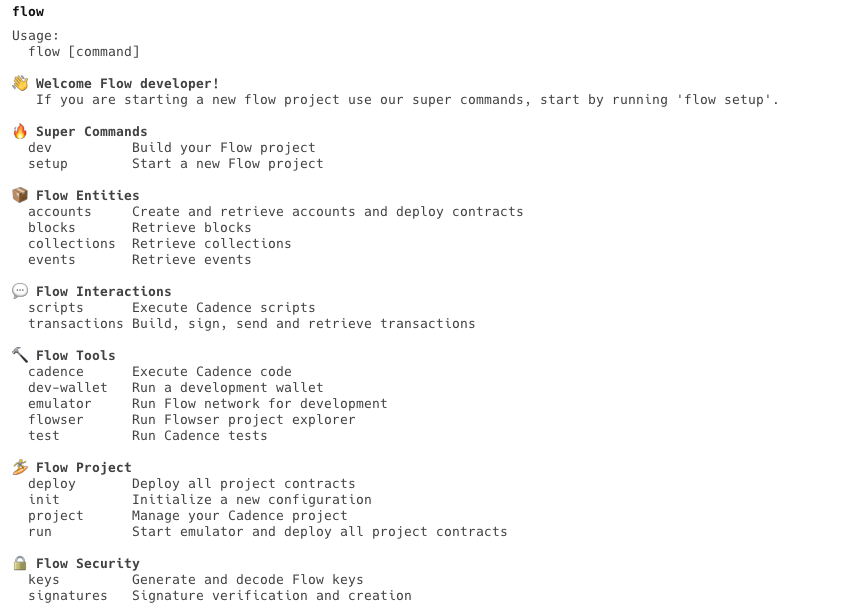 flow
Usage:
flow [command]
👋 Welcome Flow developer!
If you are starting a new flow project use our super commands, start by running 'flow setup'.
🔥 Super Commands
dev Build your Flow project
setup Start a new Flow project
📦 Flow Entities
accounts Create and retrieve accounts and deploy contracts
blocks Retrieve blocks
collections Retrieve collections
events Retrieve events
💬 Flow Interactions
scripts Execute Cadence scripts
transactions Build, sign, send and retrieve transactions
🔨 Flow Tools
cadence Execute Cadence code
dev-wallet Run a development wallet
emulator Run Flow network for development
flowser Run Flowser project explorer
test Run Cadence tests
🏄 Flow Project
deploy Deploy all project contracts
init Initialize a new configuration
project Manage your Cadence project
run Start emulator and deploy all project contracts
🔒 Flow Security
keys Generate and decode Flow keys
signatures Signature verification and creation